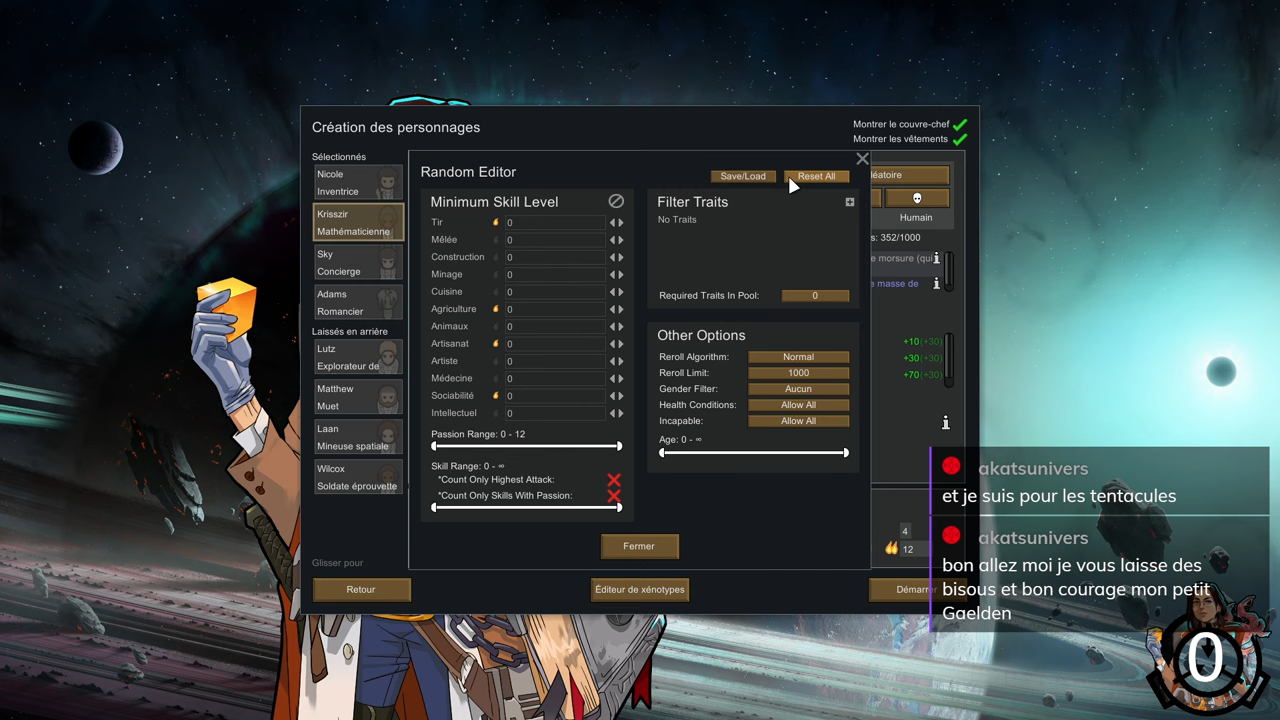 Création des personnages
Montrer le couvre-chef
Montrer les vêtements
Sélectionnés
Nicole
Inventrice
Krisszir
Mathématicienne
Sky
Concierge
Adams
Romancier
Laissés en arrière
Lutz
Explorateur de
Matthew
Muet
Laan
Mineuse spatiale
Wilcox
Soldate éprouvette
Glisser pour
Retour
Random Editor
Save/Load
Reset All
Minimum Skill Level
Tir 0
Mêlée 0
Construction 0
Minage 0
Cuisine 0
Agriculture 0
Animaux 0
Artisanat 0
Artiste 0
Médecine 0
Sociabilité 0
Intellectuel 0
Passion Range: 0 - 12
Skill Range: 0 - ∞
*Count Only Highest Attack:
*Count Only Skills With Passion:
Filter Traits
No Traits
Required Traits In Pool: 0
Other Options
Reroll Algorithm: Normal
Reroll Limit: 1000
Gender Filter: Aucun
Health Conditions: Allow All
Incapable: Allow All
Age: 0 - ∞
Fermer
Éditeur de xénotypes
léatoire
Humain
s: 352/1000
e morsure (qui
e masse de
+10 (+30)
+30 (+30)
+70 (+30)
4
12
Démarr
akatsunivers
et je suis pour les tentacules
akatsunivers
bon allez moi je vous laisse des
bisous et bon courage mon petit
Gaelden
0